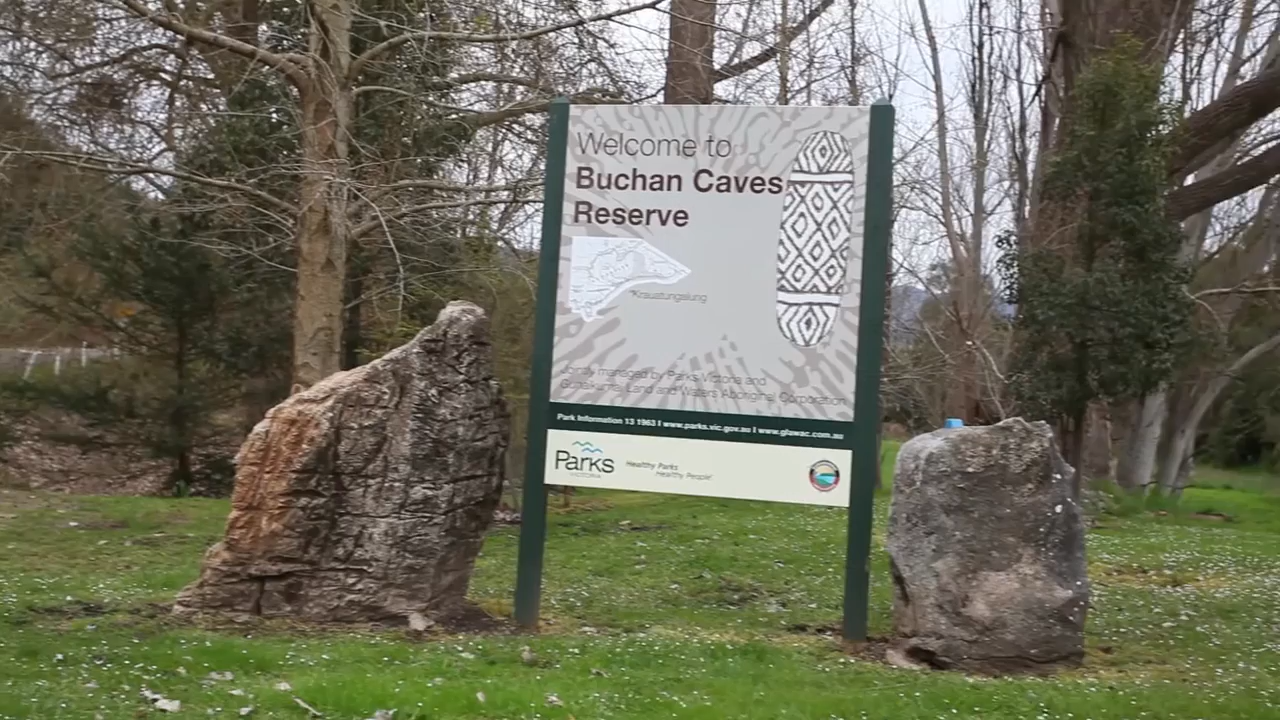 Welcome to
Buchan Caves
Reserve
*Krauatungalung
Jointly managed by Parks Victoria and
Gunaikurnai Land and Waters Aboriginal Corporation
Park Information 13 1963 I www.parks.vic.gov.au I www.glawac.com.au
Parks
VICTORIA
Healthy Parks
Healthy People